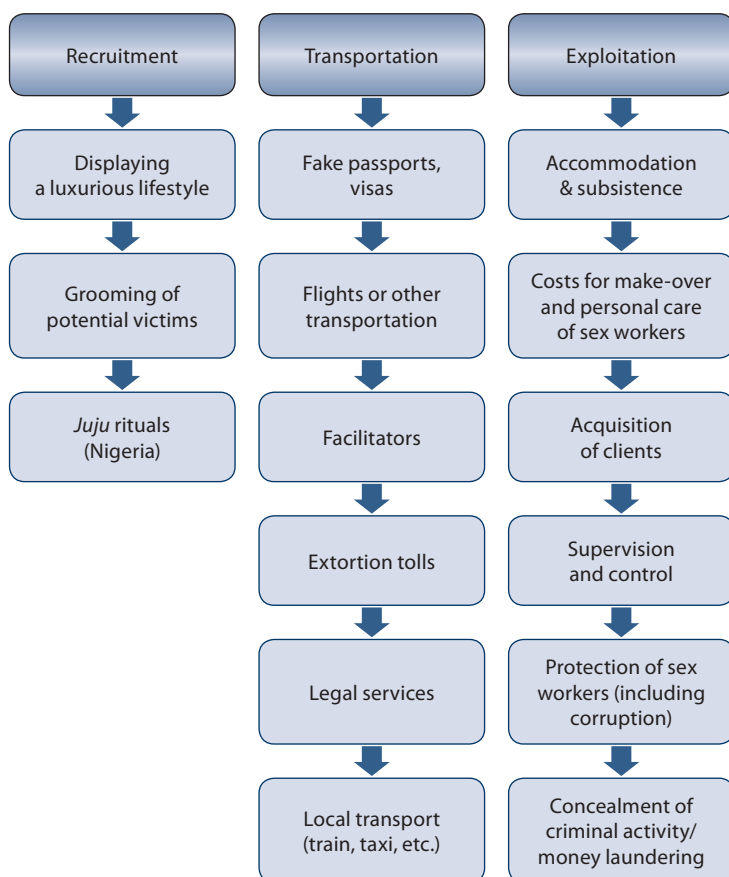 Recruitment
Displaying
a luxurious lifestyle
Grooming of
potential victims
Juju rituals
(Nigeria)
Transportation
Fake passports,
visas
Flights or other
transportation
Facilitators
Extortion tolls
Legal services
Local transport
(train, taxi, etc.)
Exploitation
Accommodation
& subsistence
Costs for make-over
and personal care
of sex workers
Acquisition
of clients
Supervision
and control
Protection of sex
workers (including
corruption)
Concealment of
criminal activity/
money laundering